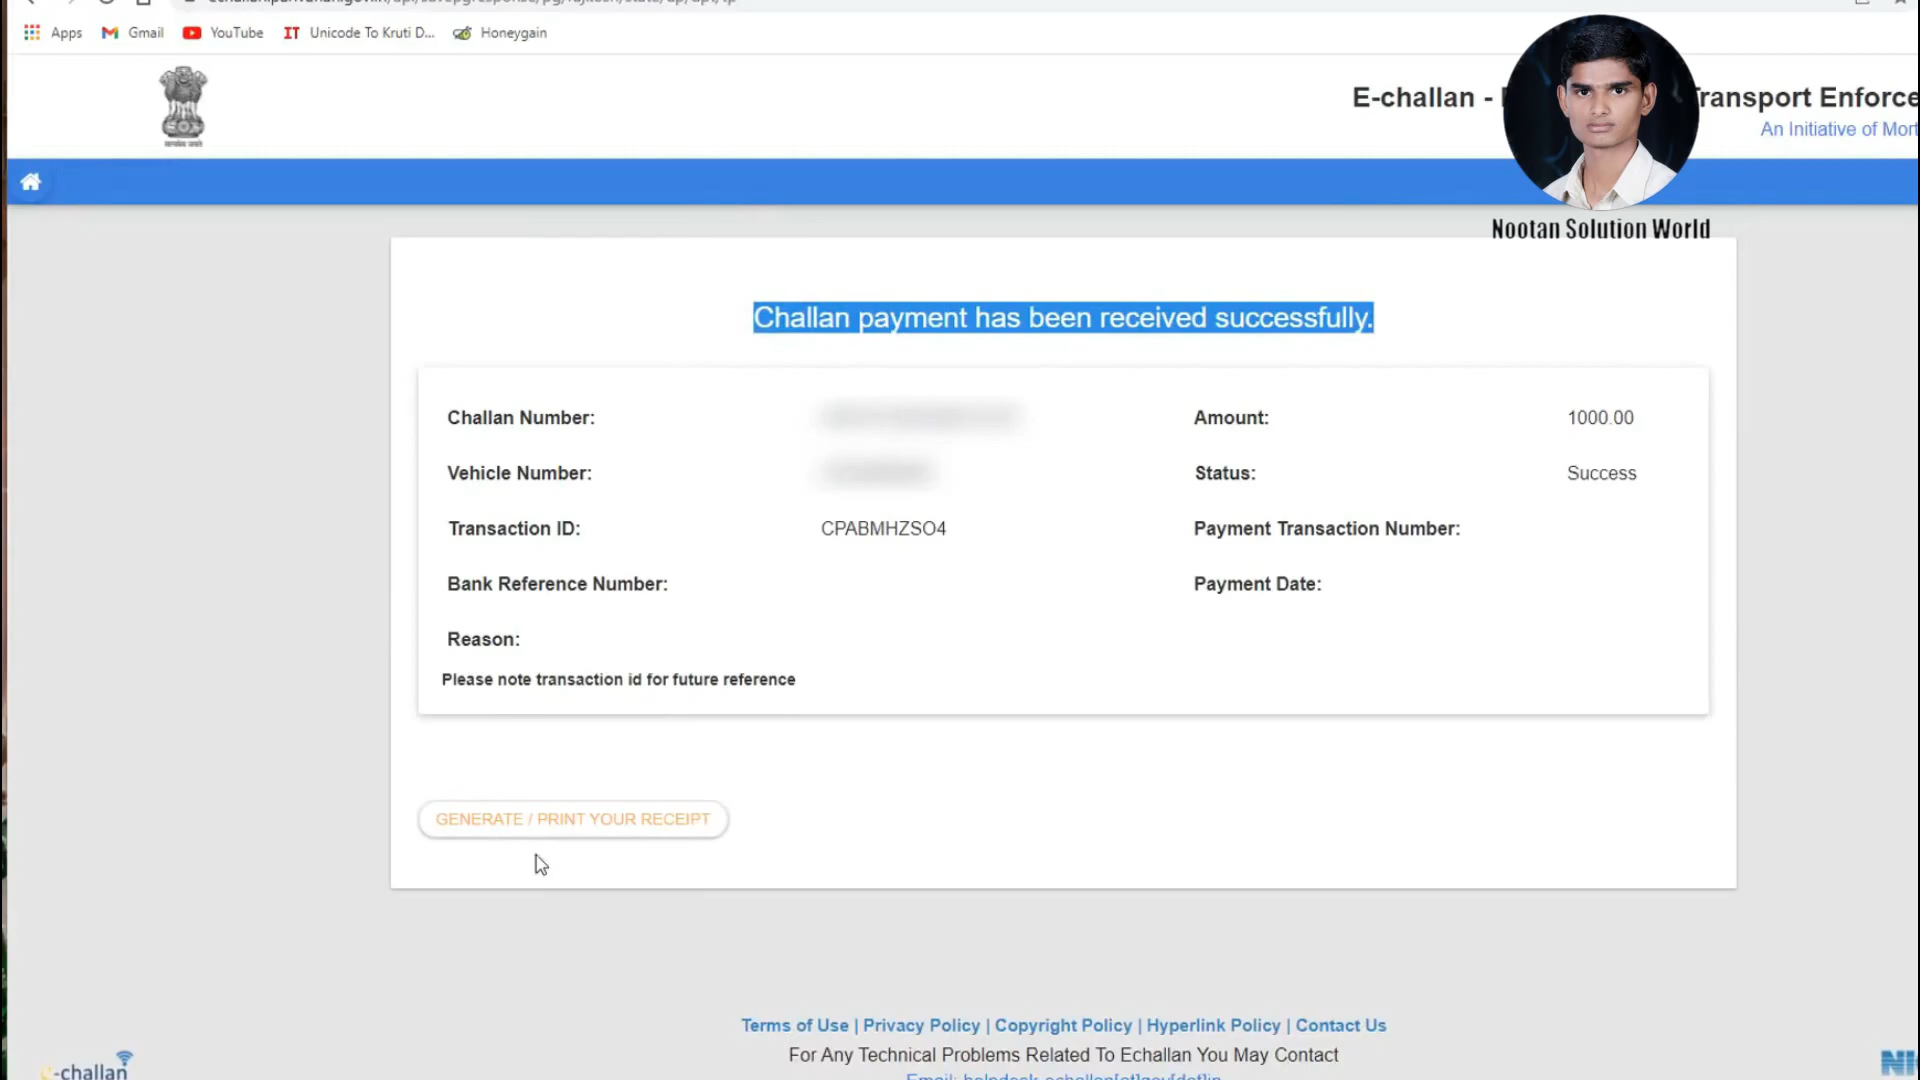 Apps Gmail YouTube Unicode To Kruti D... Honeygain
E-challan -
Transport Enforce
An Initiative of Mort
Nootan Solution World
Challan payment has been received successfully.
Challan Number:
Amount: 1000.00
Vehicle Number:
Status: Success
Transaction ID: CPABMHZSO4
Payment Transaction Number:
Bank Reference Number:
Payment Date:
Reason:
Please note transaction id for future reference
GENERATE / PRINT YOUR RECEIPT
Terms of Use | Privacy Policy | Copyright Policy | Hyperlink Policy | Contact Us
For Any Technical Problems Related To Echallan You May Contact
e-challan